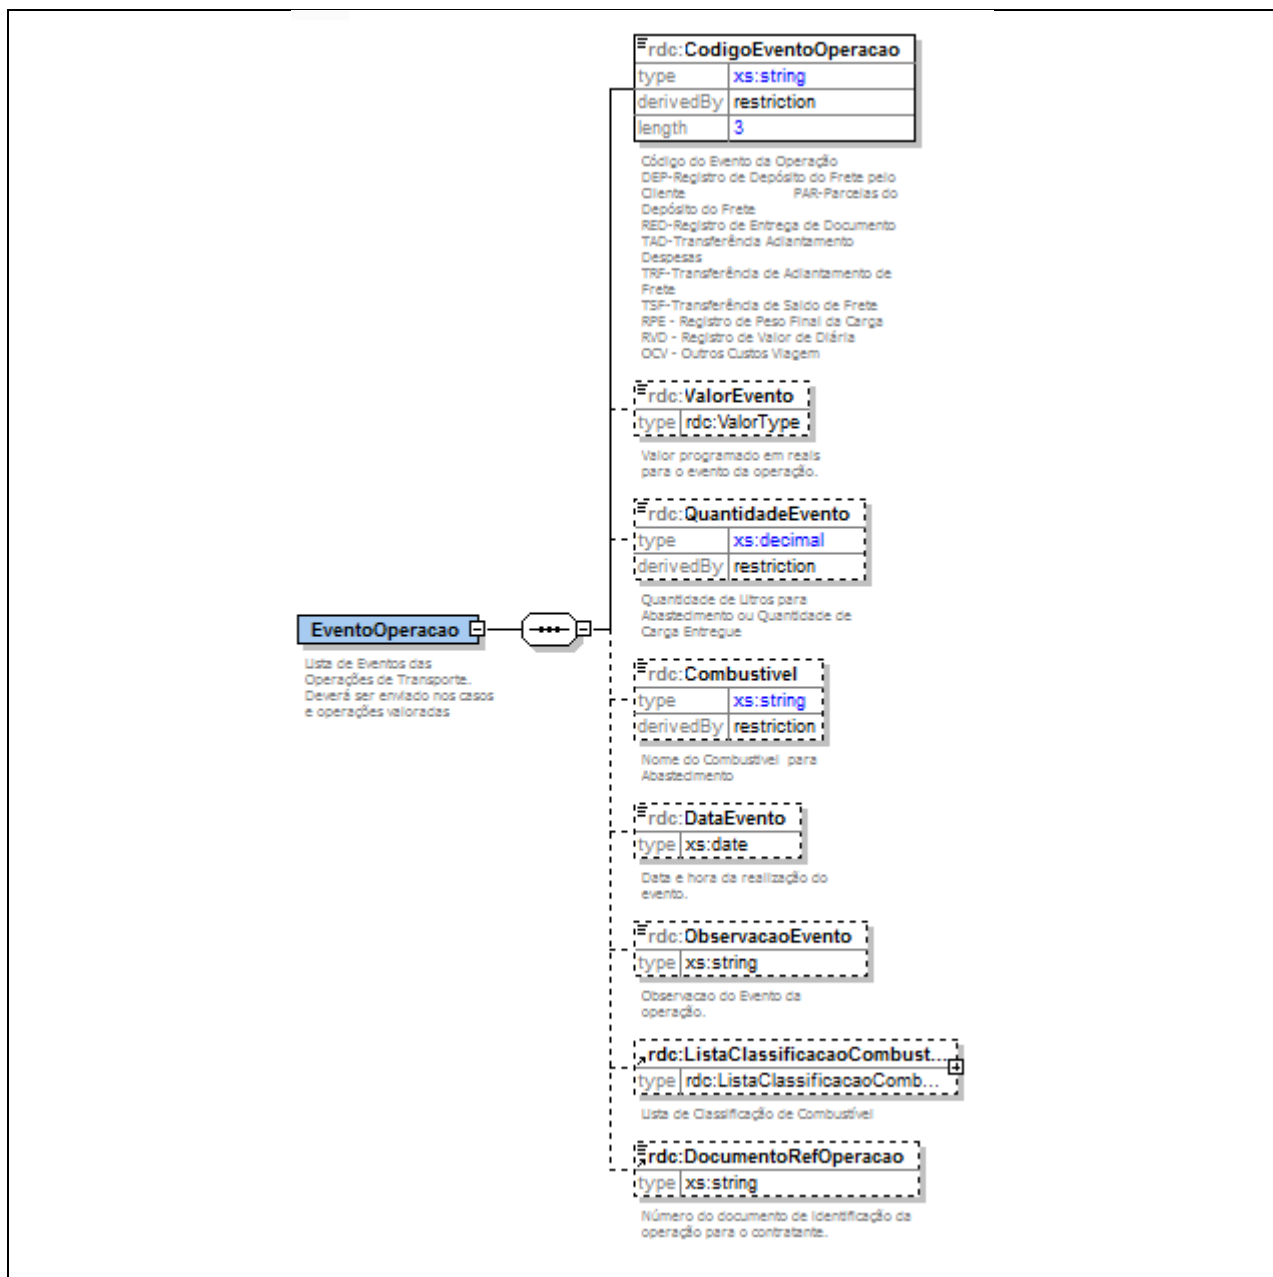 rdc:CodigoEventoOperacao
type xs:string
derivedBy restriction
length 3
Código do Evento da Operação
DEP-Registro de Depósito do Frete pelo
Cliente PAR-Parcelas do
Depósito do Frete
RED-Registro de Entrega de Documento
TAD-Transferência Adiantamento
Despesas
TRF-Transferência de Adiantamento de
Frete
TSF-Transferência de Saldo de Frete
RPE - Registro de Peso Final da Carga
RVD - Registro de Valor de Diária
OCV - Outros Custos Viagem
rdc:ValorEvento
type rdc:ValorType
Valor programado em reais
para o evento da operação.
rdc:QuantidadeEvento
type xs:decimal
derivedBy restriction
Quantidade de Litros para
Abastecimento ou Quantidade de
Carga Entregue
EventoOperacao
Lista de Eventos das
Operações de Transporte.
Deverá ser enviado nos casos
e operações valoradas
rdc:Combustivel
type xs:string
derivedBy restriction
Nome do Combustivel para
Abastecimento
rdc:DataEvento
type xs:date
Data e hora da realização do
evento.
rdc:ObservacaoEvento
type xs:string
Observacao do Evento da
operação.
rdc:ListaClassificacaoCombust...
type rdc:ListaClassificacaoComb...
Lista de Classificação de Combustível
rdc:DocumentoRefOperacao
type xs:string
Número do documento de identificação da
operação para o contratante.